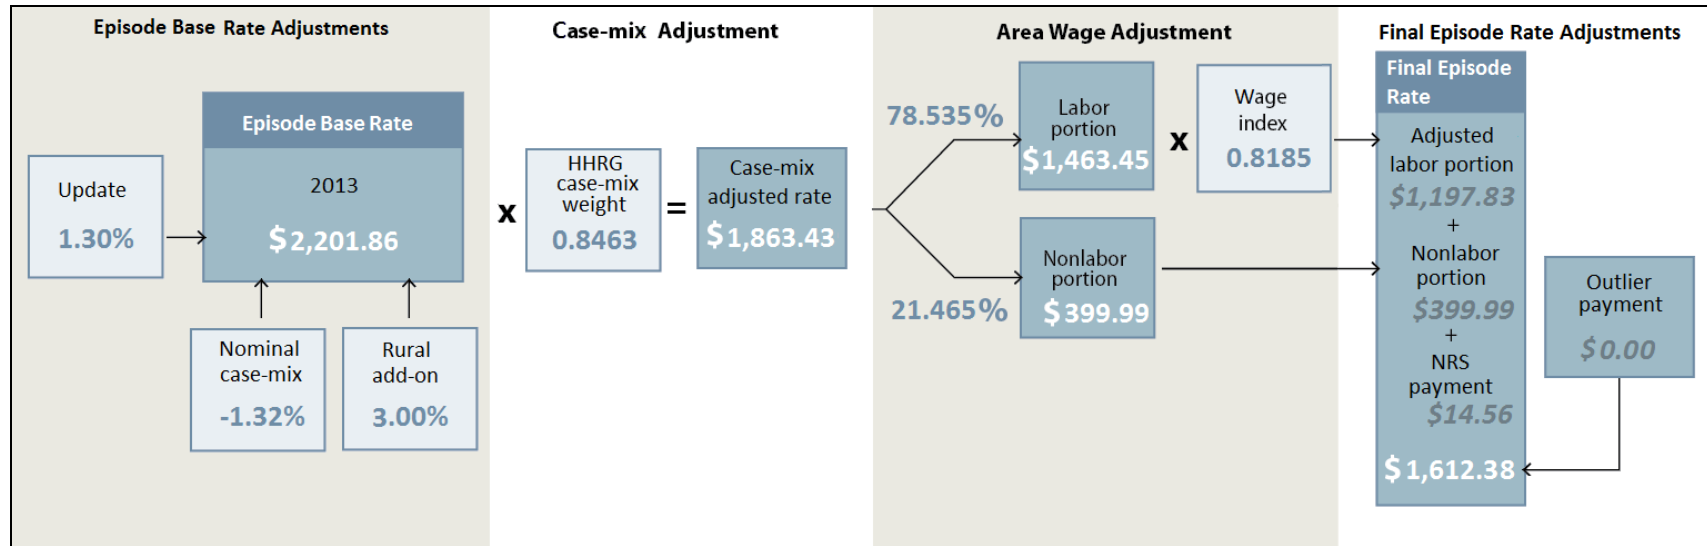 Episode Base Rate Adjustments
Update
1.30%
Episode Base Rate
2013
$2,201.86
Nominal
case-mix
-1.32%
Rural
add-on
3.00%
Case-mix Adjustment
x
HHRG
case-mix
weight
0.8463
=
Case-mix
adjusted rate
$1,863.43
Area Wage Adjustment
78.535%
Labor
portion
$1,463.45
x
Wage
index
0.8185
21.465%
Nonlabor
portion
$399.99
Final Episode Rate Adjustments
Final Episode
Rate
Adjusted
labor portion
$1,197.83
+
Nonlabor
portion
$399.99
+
NRS
payment
$14.56
$1,612.38
Outlier
payment
$0.00